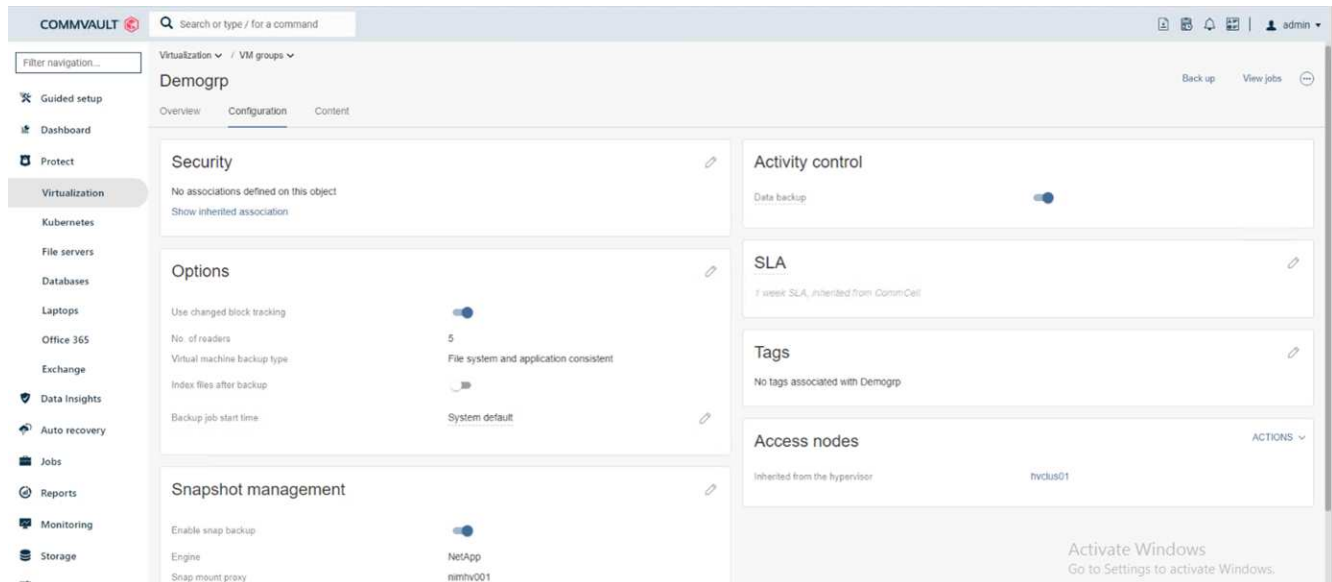 COMMVAULT
Search or type / for a command
admin
Filter navigation...
Guided setup
Dashboard
Protect
Virtualization
Kubernetes
File servers
Databases
Laptops
Office 365
Exchange
Data Insights
Auto recovery
Jobs
Reports
Monitoring
Storage
Virtualization / VM groups
Demogrp
Back up View jobs
Overview Configuration Content
Security
No associations defined on this object
Show inherited association
Options
Use changed block tracking
No. of readers 5
Virtual machine backup type File system and application consistent
Index files after backup
Backup job start time System default
Snapshot management
Enable snap backup
Engine NetApp
Snap mount proxy nimhv001
Activity control
Data backup
SLA
1 week SLA, inherited from CommCell
Tags
No tags associated with Demogrp
Access nodes ACTIONS
Inherited from the hypervisor hvclus01
Activate Windows
Go to Settings to activate Windows.